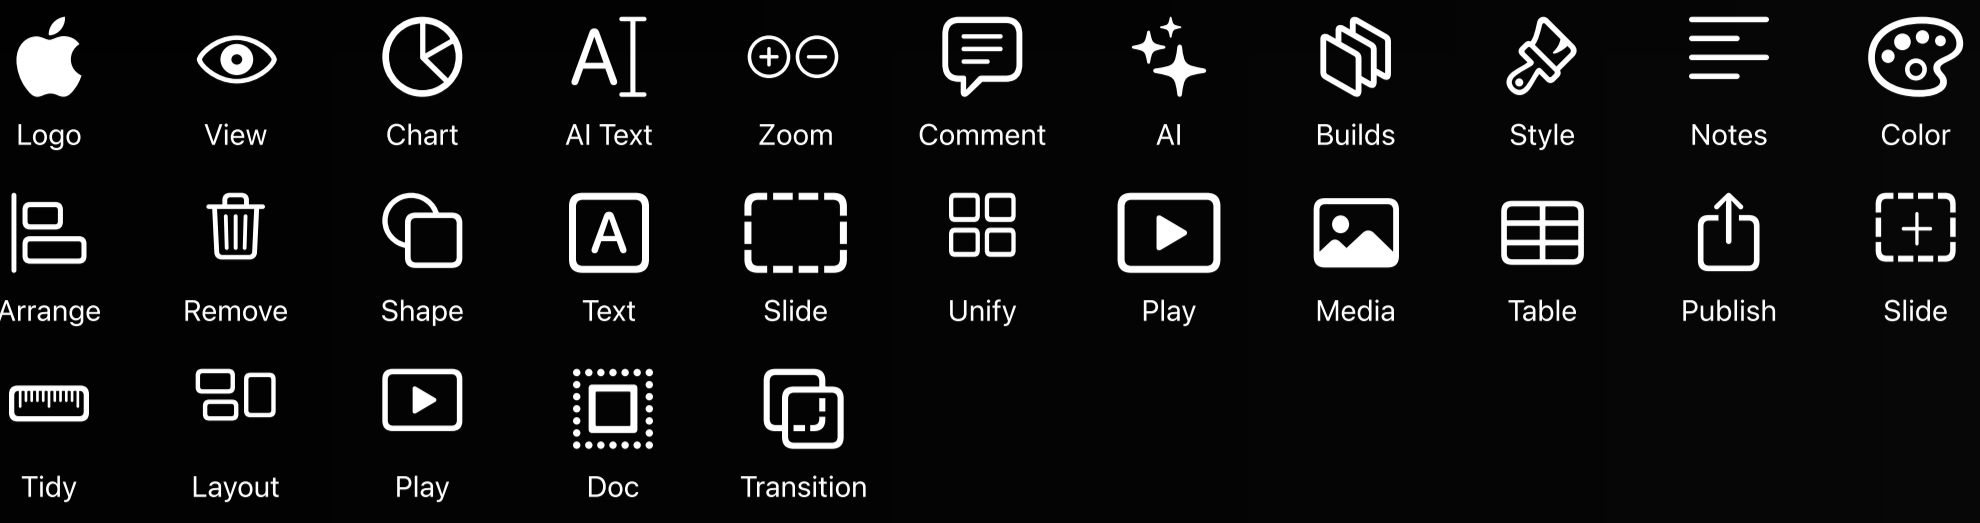 Logo View Chart AI Text Zoom Comment AI Builds Style Notes Color
Arrange Remove Shape Text Slide Unify Play Media Table Publish Slide
Tidy Layout Play Doc Transition